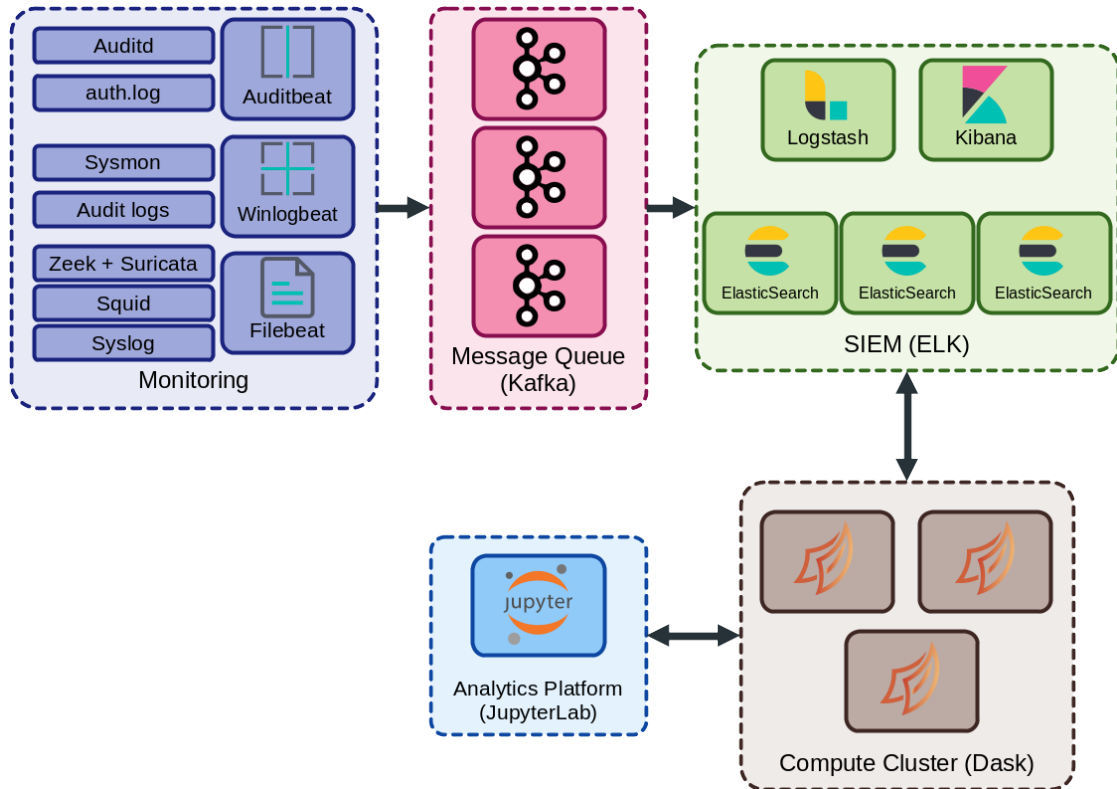 Auditd
auth.log
Auditbeat
Sysmon
Audit logs
Winlogbeat
Zeek + Suricata
Squid
Syslog
Filebeat
Monitoring
Message Queue
(Kafka)
Logstash
Kibana
ElasticSearch
ElasticSearch
ElasticSearch
SIEM (ELK)
jupyter
Analytics Platform
(JupyterLab)
Compute Cluster (Dask)